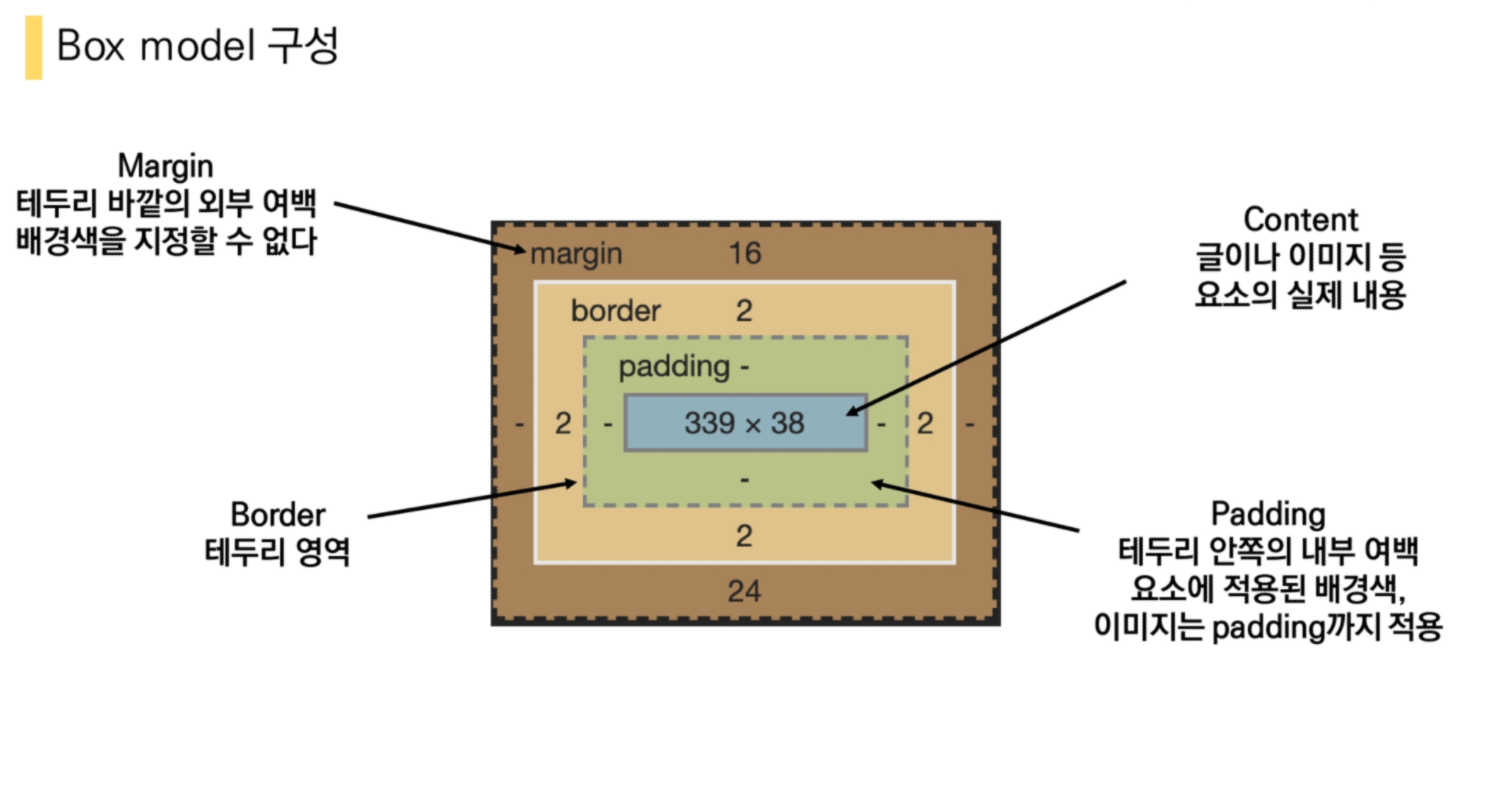 Box model 구성
Margin
테두리 바깥의 외부 여백
배경색을 지정할 수 없다
Content
글이나 이미지 등
요소의 실제 내용
margin 16
border 2
padding -
- 2 - 339 × 38 - 2 -
-
2
24
Border
테두리 영역
Padding
테두리 안쪽의 내부 여백
요소에 적용된 배경색,
이미지는 padding까지 적용